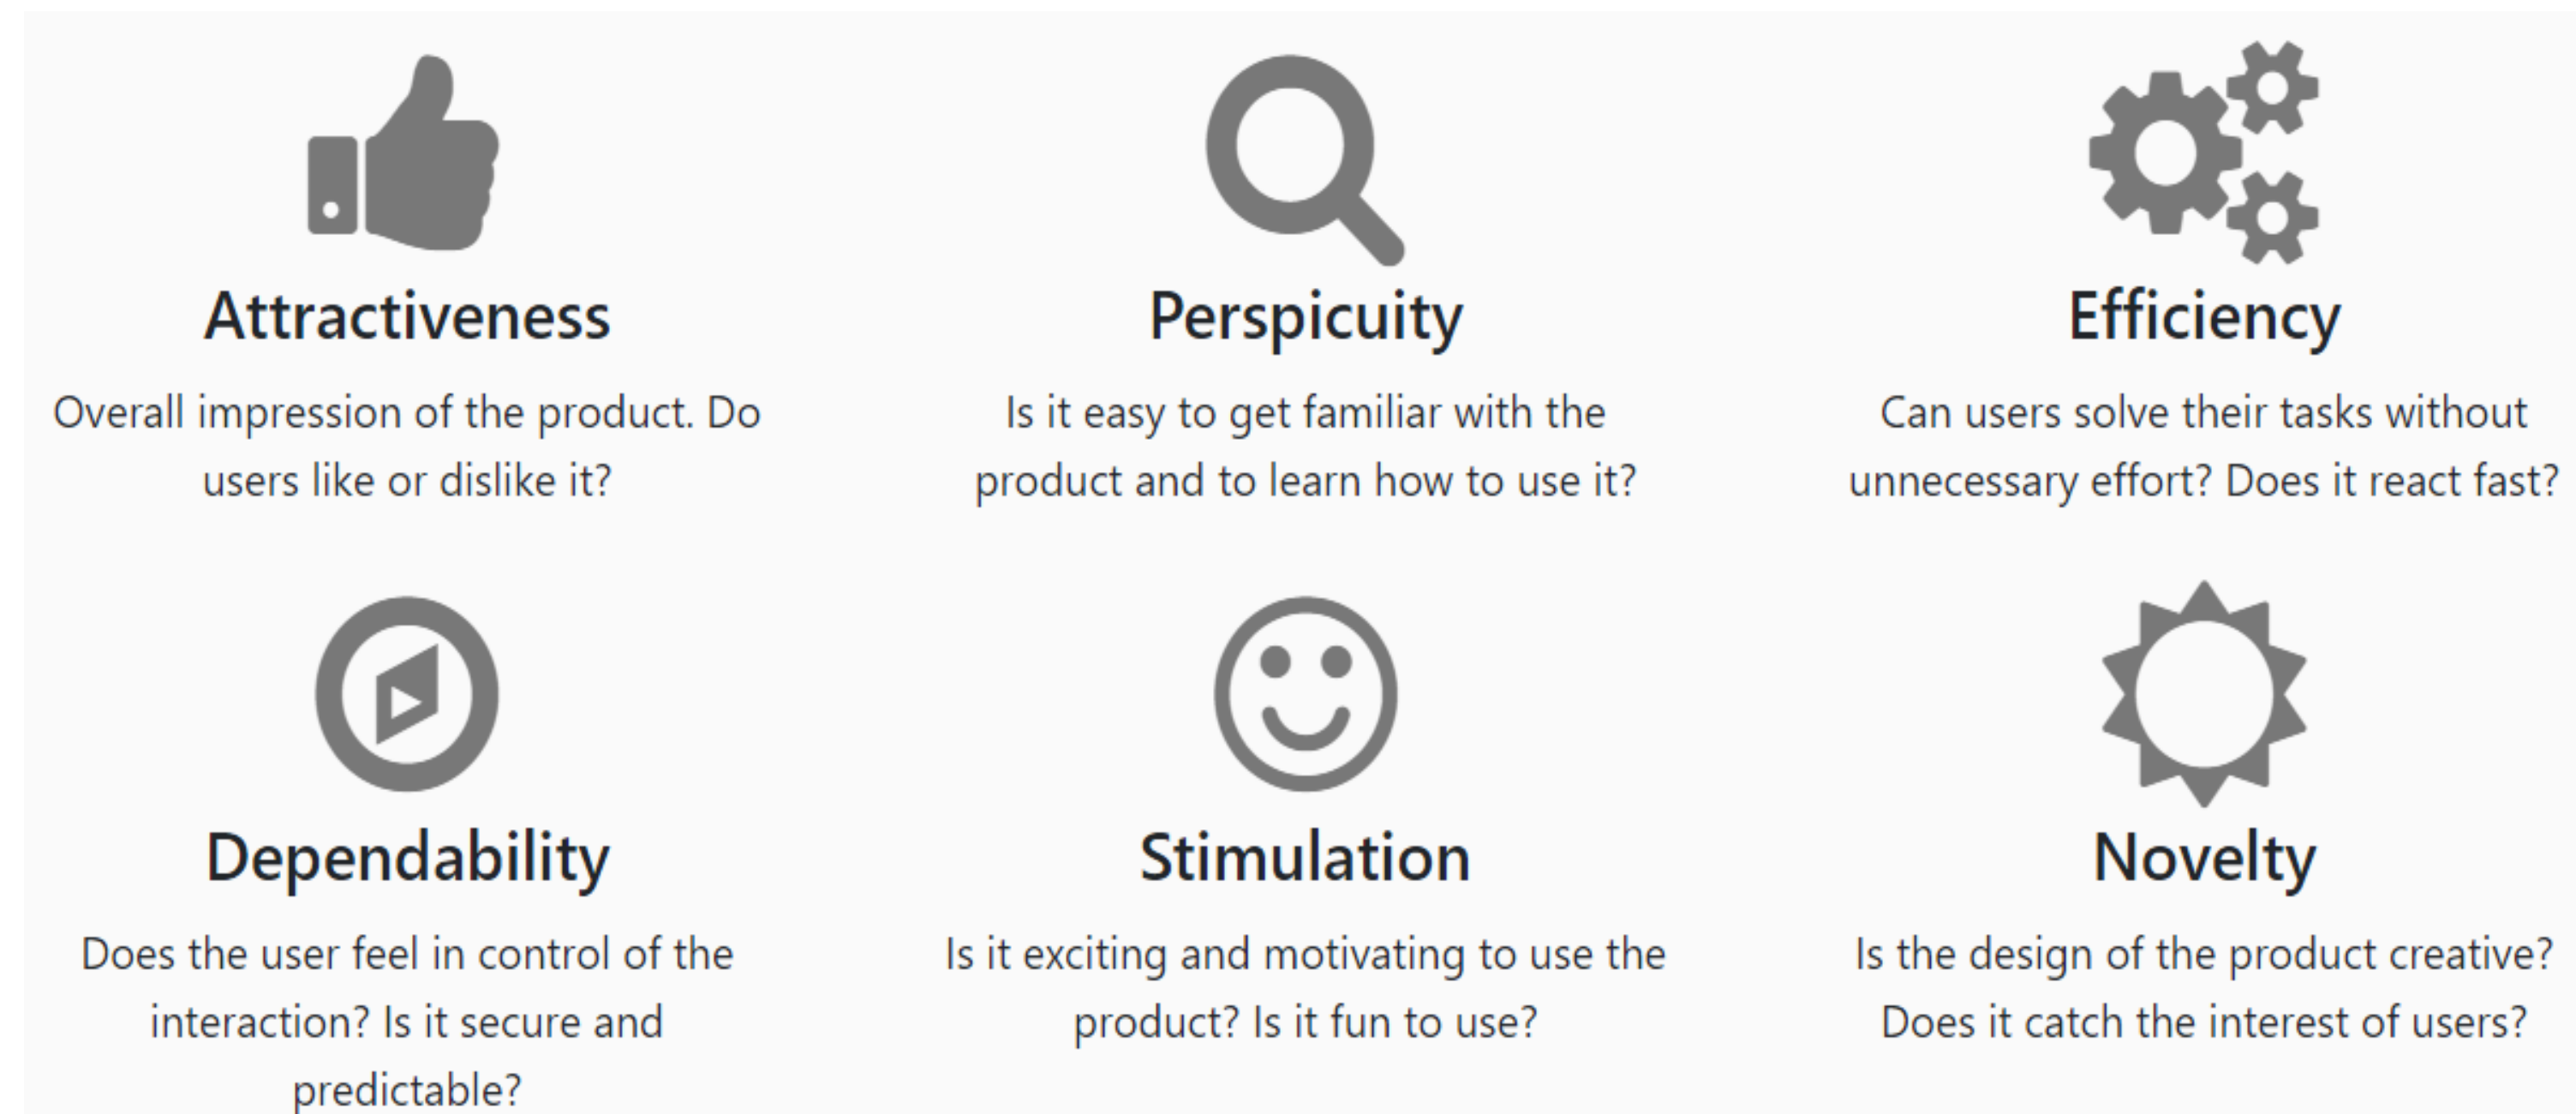 Attractiveness
Overall impression of the product. Do
users like or dislike it?
Perspicuity
Is it easy to get familiar with the
product and to learn how to use it?
Efficiency
Can users solve their tasks without
unnecessary effort? Does it react fast?
Dependability
Does the user feel in control of the
interaction? Is it secure and
predictable?
Stimulation
Is it exciting and motivating to use the
product? Is it fun to use?
Novelty
Is the design of the product creative?
Does it catch the interest of users?